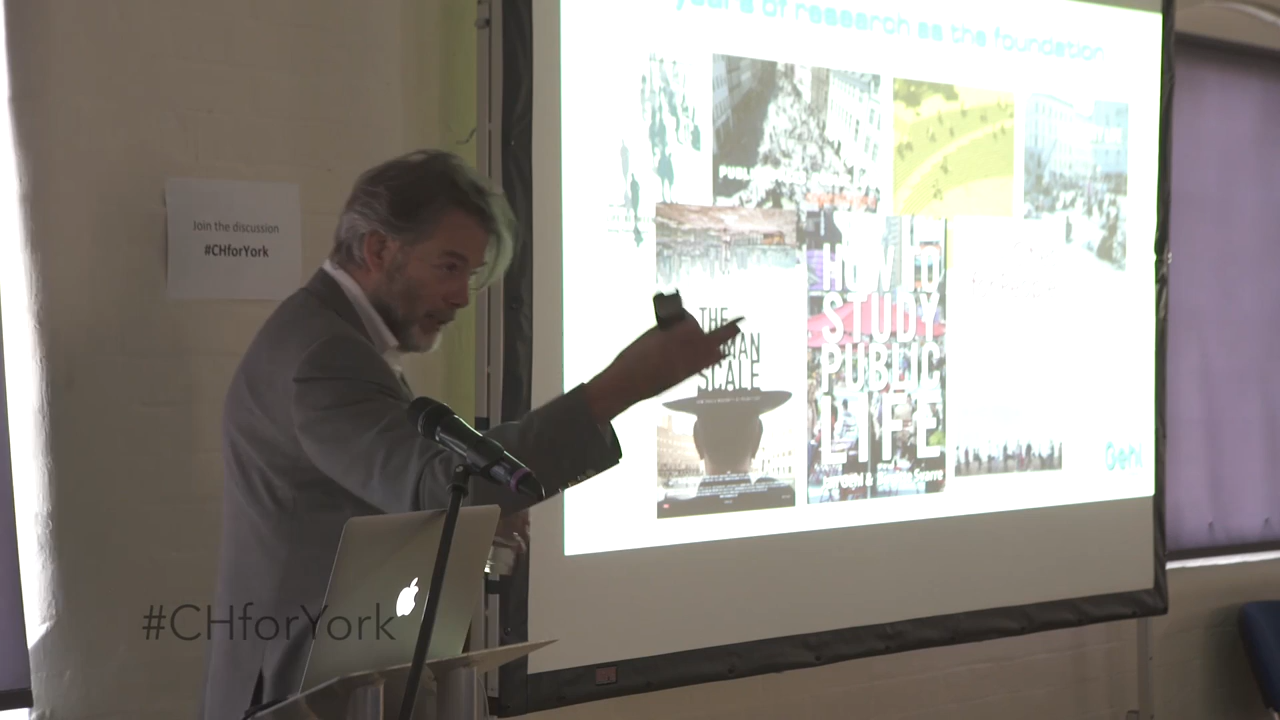 years of research as the foundation
Join the discussion
#CHforYork
PUBL
THE
HUMAN
SCALE
HOW TO
STUDY
PUBLIC
LIFE
Gehl
#CHforYork